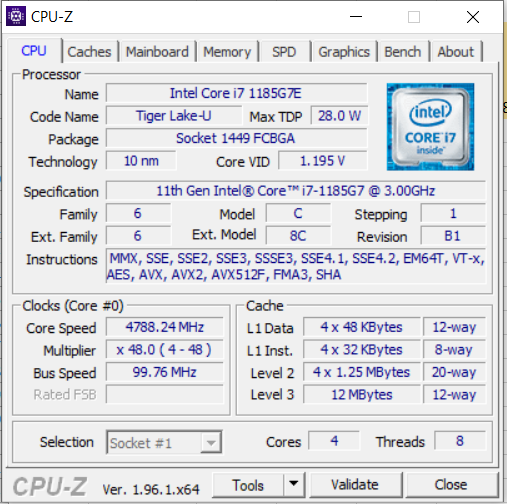 CPU-Z
CPU Caches Mainboard Memory SPD Graphics Bench About
Processor
Name Intel Core i7 1185G7E
Code Name Tiger Lake-U Max TDP 28.0 W
Package Socket 1449 FCBGA
Technology 10 nm Core VID 1.195 V
intel CORE i7 inside™
Specification 11th Gen Intel® Core™ i7-1185G7 @ 3.00GHz
Family 6 Model C Stepping 1
Ext. Family 6 Ext. Model 8C Revision B1
Instructions MMX, SSE, SSE2, SSE3, SSSE3, SSE4.1, SSE4.2, EM64T, VT-x,
AES, AVX, AVX2, AVX512F, FMA3, SHA
Clocks (Core #0)
Core Speed 4788.24 MHz
Multiplier x 48.0 ( 4 - 48 )
Bus Speed 99.76 MHz
Rated FSB
Cache
L1 Data 4 x 48 KBytes 12-way
L1 Inst. 4 x 32 KBytes 8-way
Level 2 4 x 1.25 MBytes 20-way
Level 3 12 MBytes 12-way
Selection Socket #1 Cores 4 Threads 8
CPU-Z Ver. 1.96.1.x64 Tools Validate Close